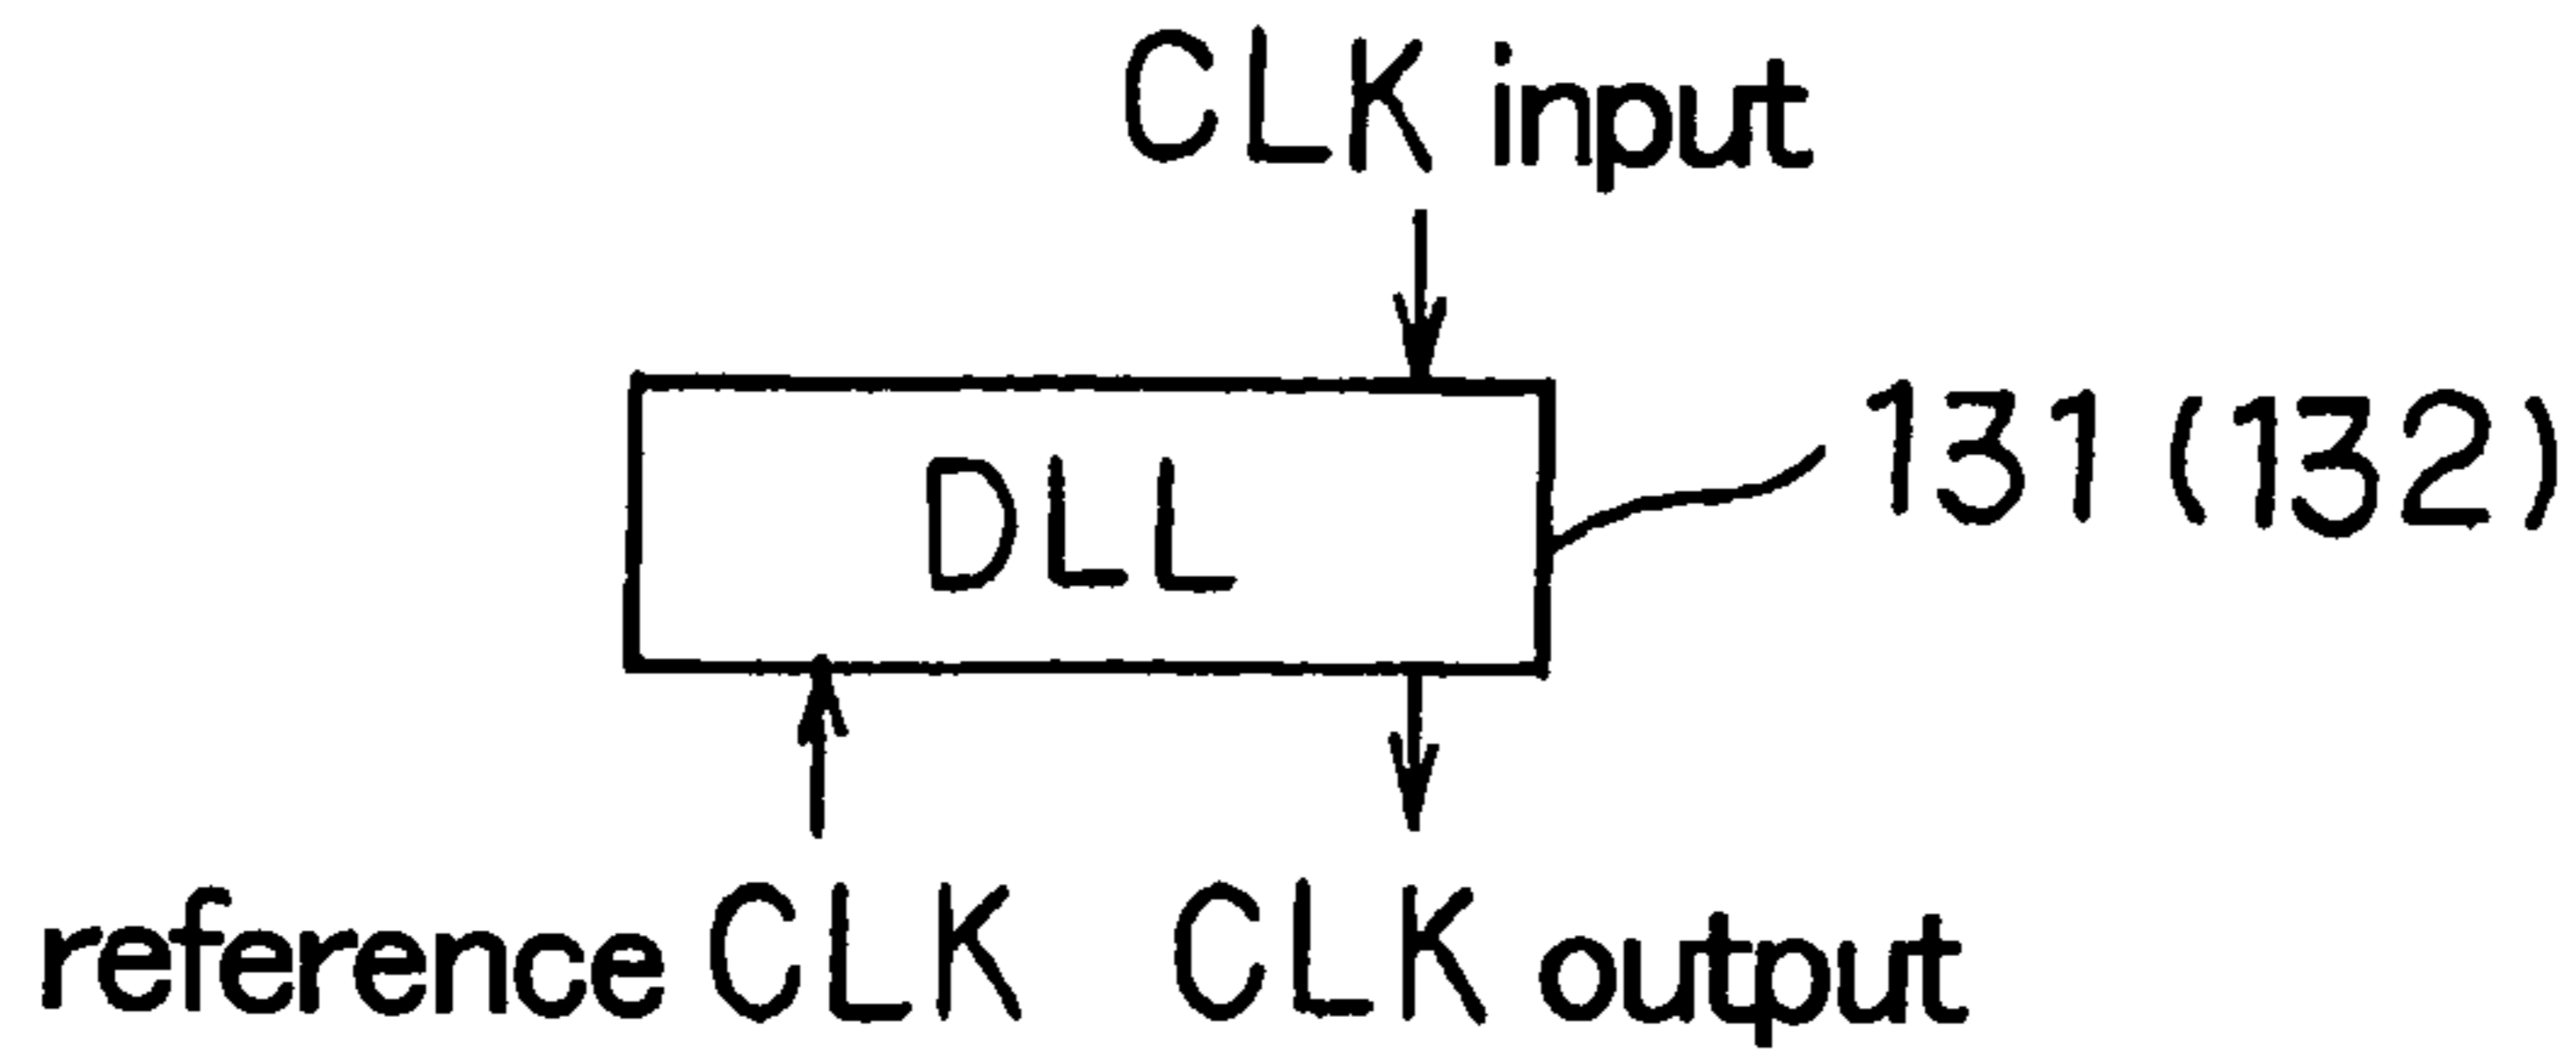 CLK input
DLL
131 (132)
reference CLK
CLK output